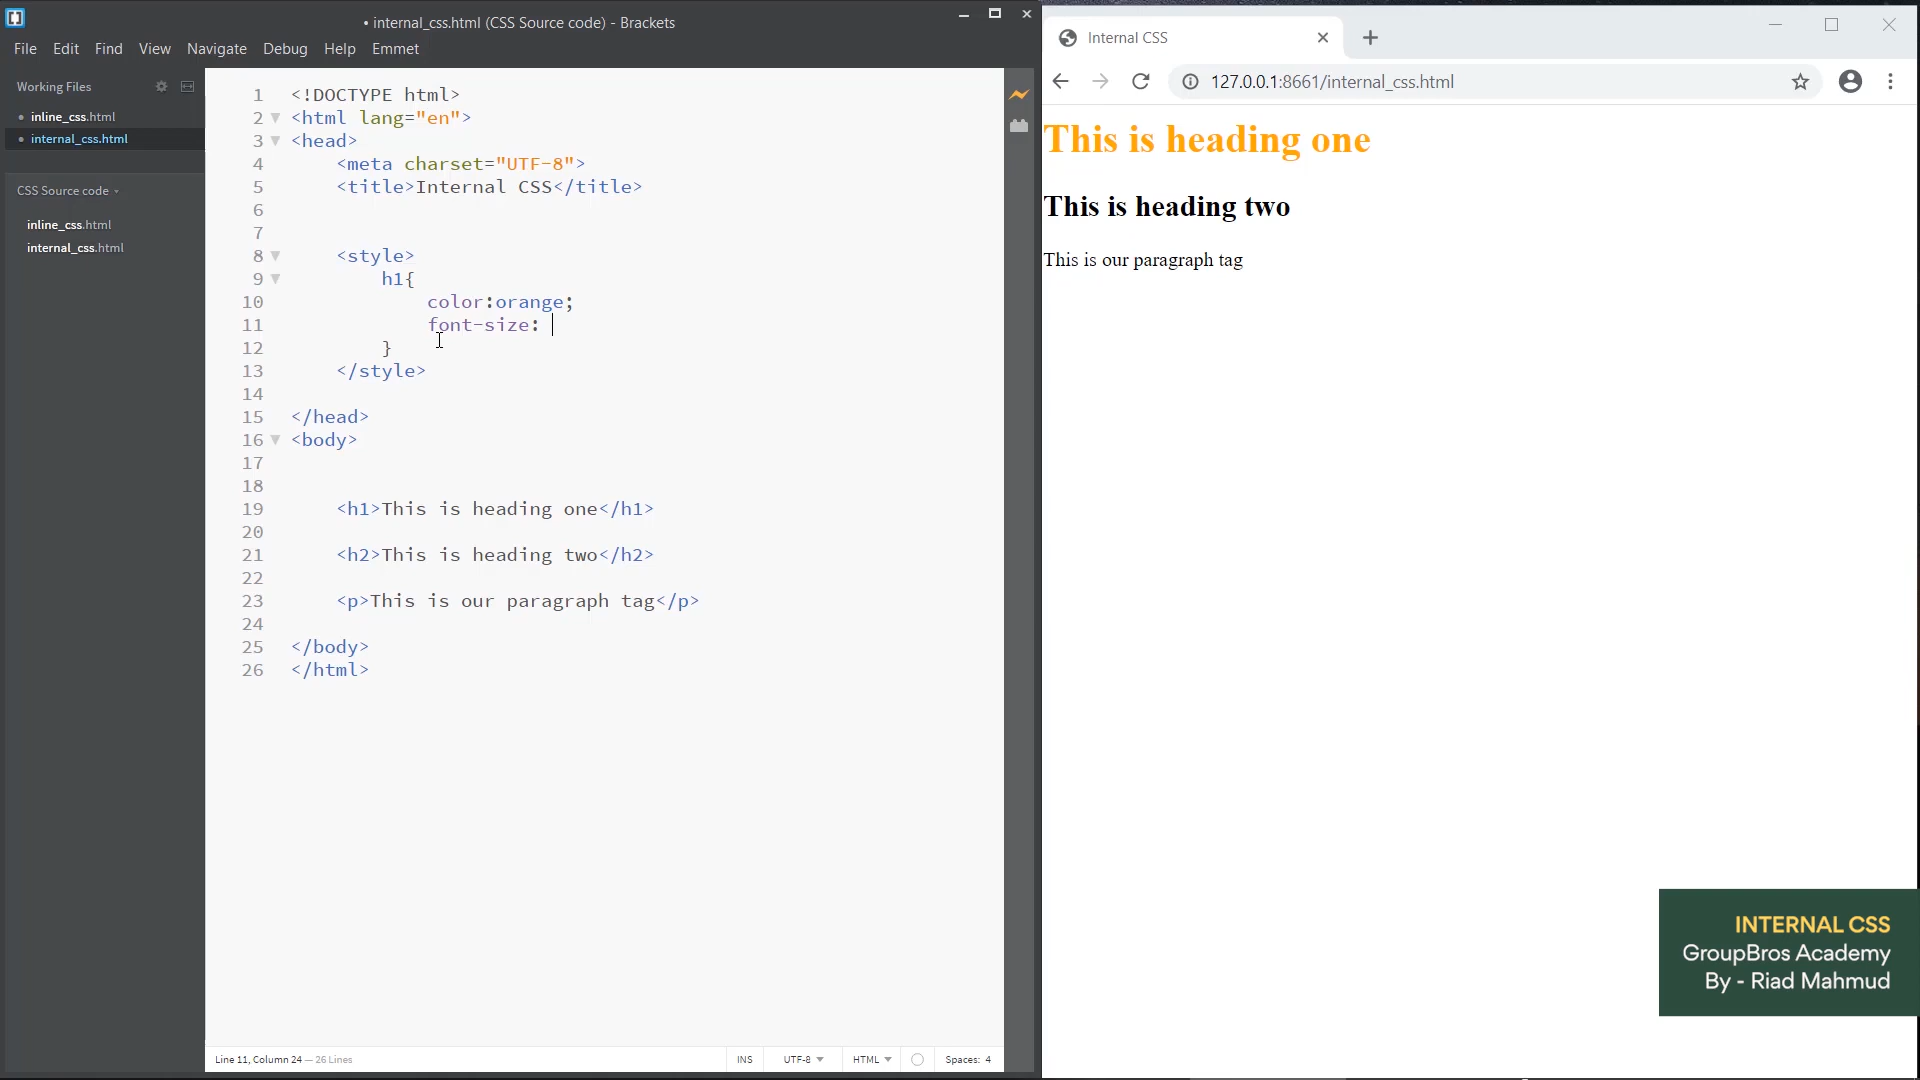 • internal_css.html (CSS Source code) - Brackets
File Edit Find View Navigate Debug Help Emmet
Working Files
inline_css.html
internal_css.html
CSS Source code
inline_css.html
internal_css.html
1 <!DOCTYPE html>
2 <html lang="en">
3 <head>
4 <meta charset="UTF-8">
5 <title>Internal CSS</title>
6
7
8 <style>
9 h1{
10 color:orange;
11 font-size:
12 }
13 </style>
14
15 </head>
16 <body>
17
18
19 <h1>This is heading one</h1>
20
21 <h2>This is heading two</h2>
22
23 <p>This is our paragraph tag</p>
24
25 </body>
26 </html>
Line 11, Column 24 — 26 Lines
INS UTF-8 HTML Spaces: 4
Internal CSS
127.0.0.1:8661/internal_css.html
This is heading one
This is heading two
This is our paragraph tag
INTERNAL CSS
GroupBros Academy
By - Riad Mahmud